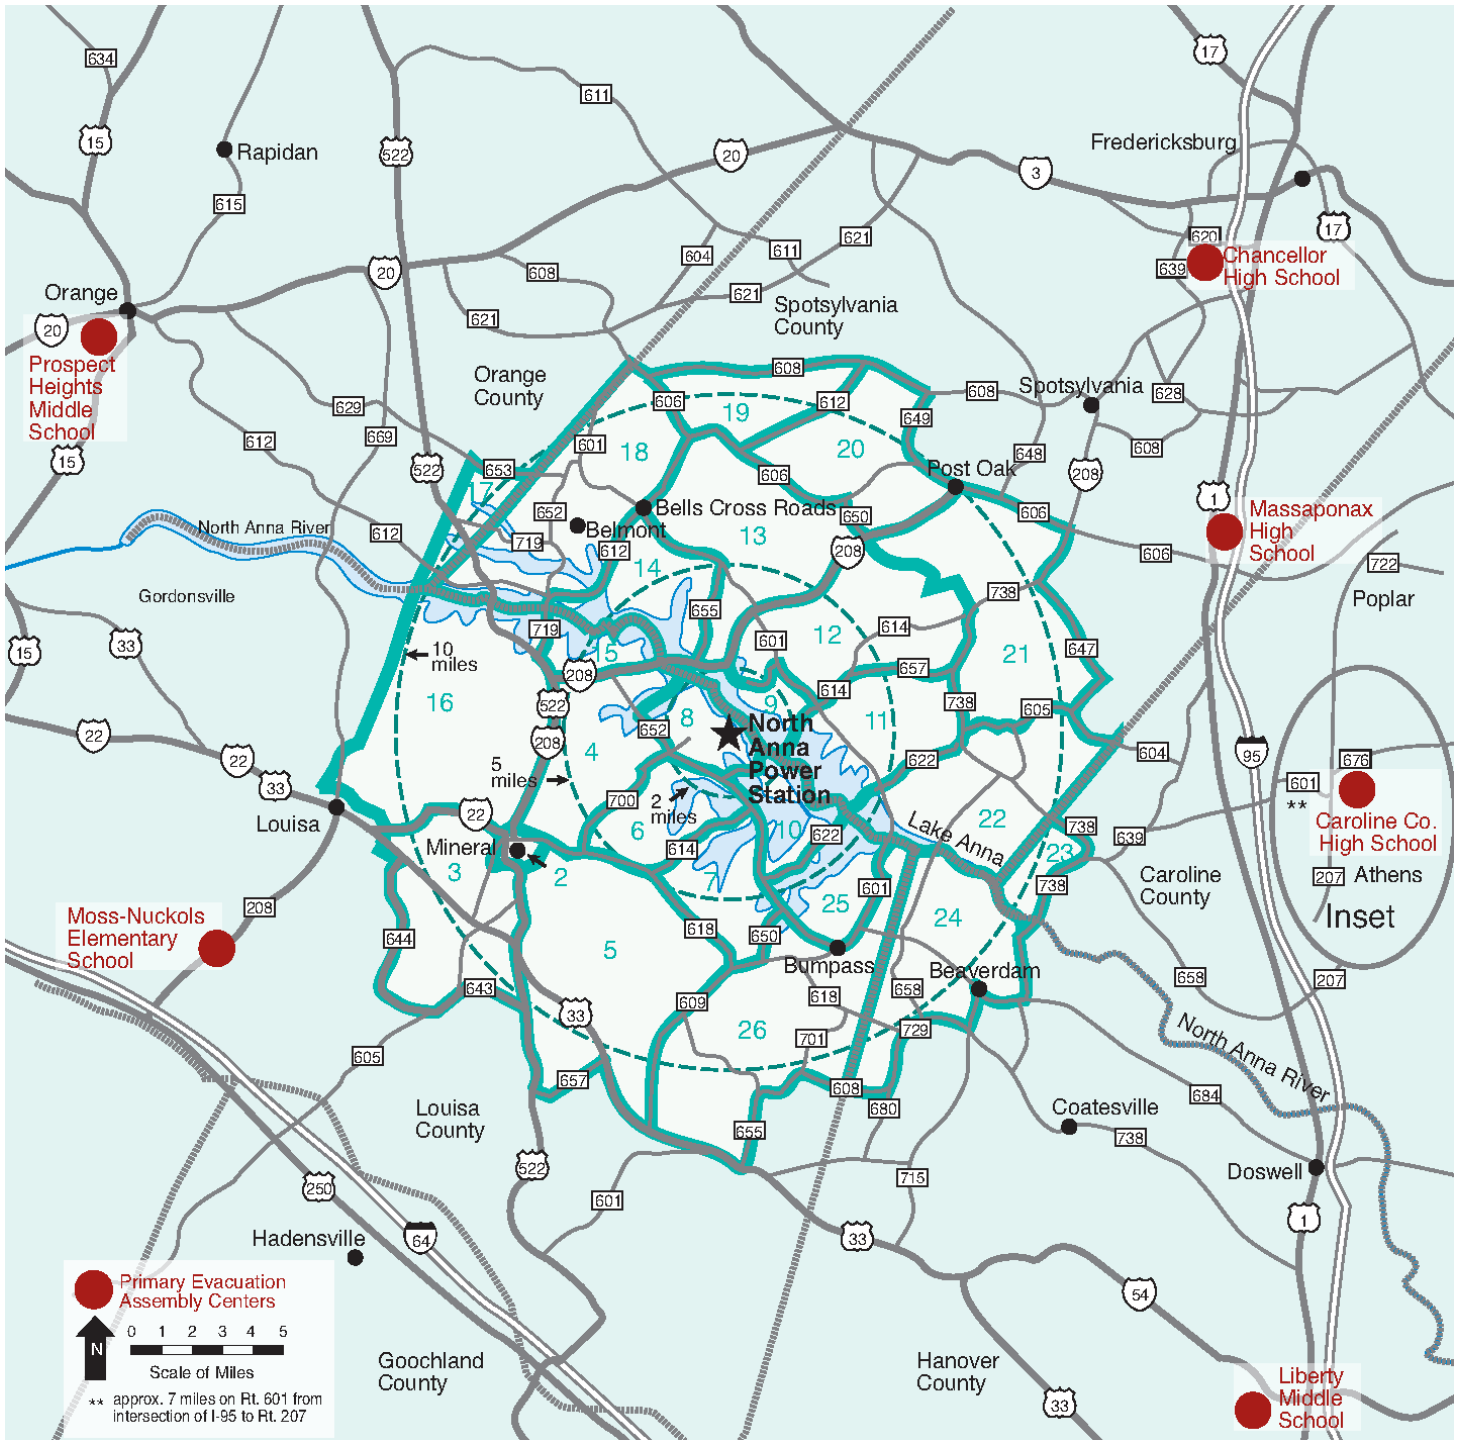 634
17
611
Fredericksburg
15
Rapidan
522
20
3
615
17
620
621
611
604
Chancellor
High School
639
20
608
Orange
621
Spotsylvania
County
621
20
Prospect
Heights
Middle
School
Orange
County
608
608
Spotsylvania
628
629
606
612
649
19
612
669
601
18
20
648
608
15
522
653
606
Post Oak
208
17
1
Massaponax
High
School
North Anna River
652
Belmont
Bells Cross Roads
650
606
612
719
612
13
208
606
722
14
Gordonsville
655
738
Poplar
15
33
719
15
601
12
614
21
647
10
miles
208
657
614
16
522
652
8
9
738
605
11
North
Anna
Power
Station
22
208
4
622
604
95
676
22
5
miles
601
**
33
700
2
miles
Louisa
22
6
10
622
Lake Anna
22
738
639
Caroline Co.
High School
Mineral
614
23
3
2
7
601
738
Caroline
County
207
Athens
Moss-Nuckols
Elementary
School
208
25
24
Inset
644
618
650
5
Bumpass
Beaverdam
658
207
643
618
658
609
33
26
701
729
North Anna River
605
657
608
684
Louisa
County
680
Coatesville
655
738
522
Doswell
715
250
601
1
Hadensville
64
33
Primary Evacuation
Assembly Centers
54
N
0 1 2 3 4 5
Scale of Miles
Goochland
County
Hanover
County
Liberty
Middle
School
** approx. 7 miles on Rt. 601 from
intersection of I-95 to Rt. 207
33